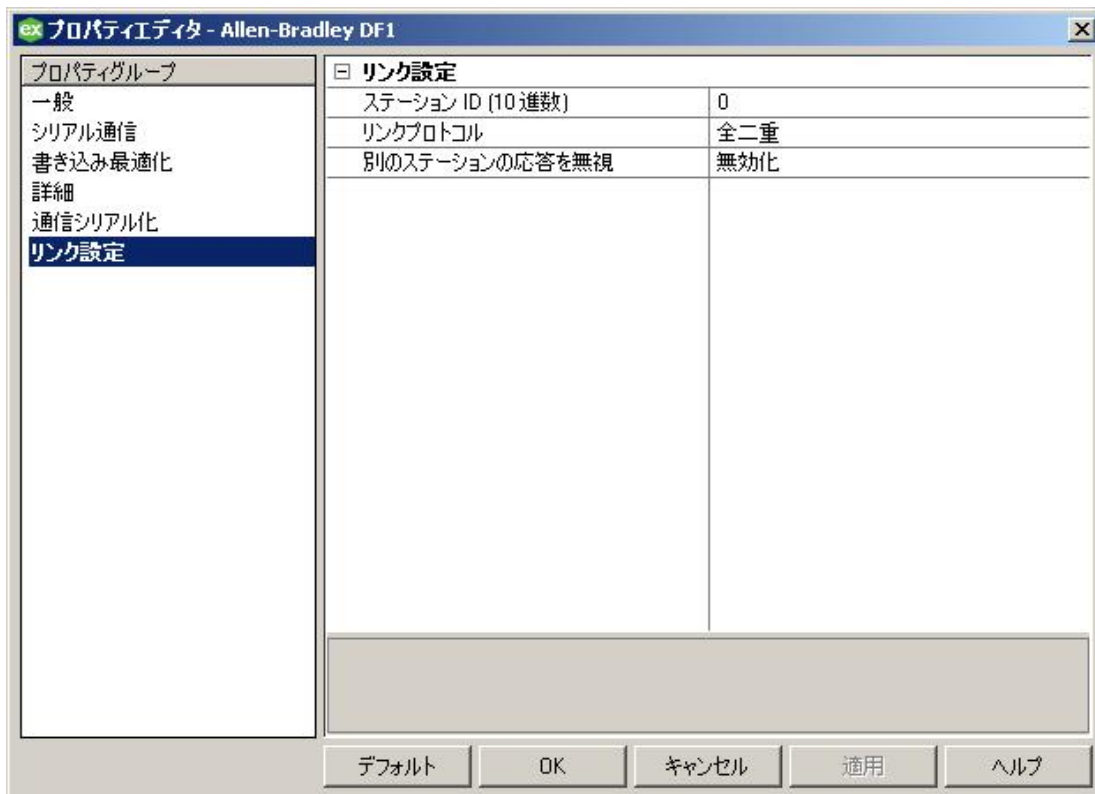 ex プロパティエディタ - Allen-Bradley DF1
プロパティグループ
一般
シリアル通信
書き込み最適化
詳細
通信シリアル化
リンク設定
リンク設定
ステーション ID (10 進数) 0
リンクプロトコル 全二重
別のステーションの応答を無視 無効化
デフォルト OK キャンセル 適用 ヘルプ